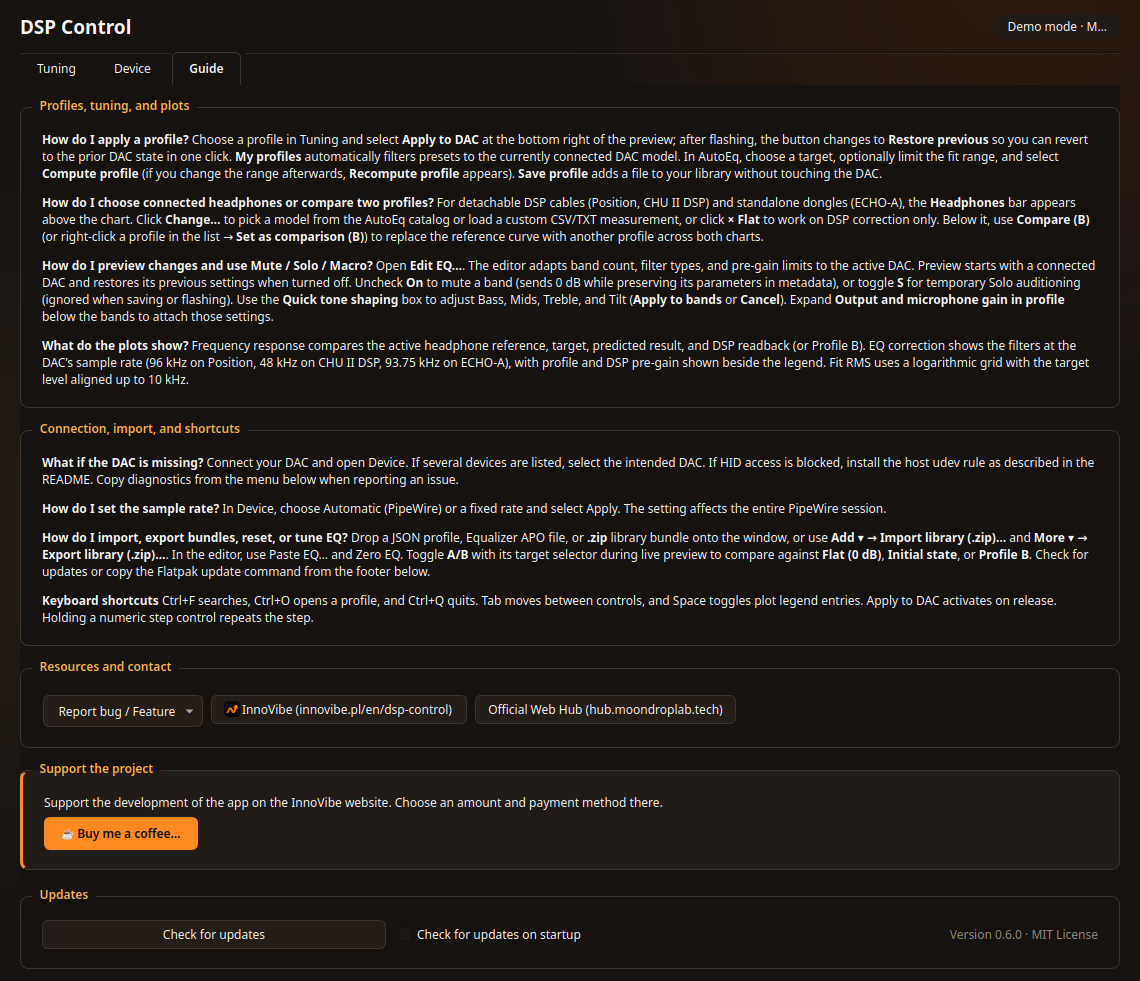 DSP Control
Demo mode · M...
Tuning
Device
Guide
Profiles, tuning, and plots
How do I apply a profile? Choose a profile in Tuning and select Apply to DAC at the bottom right of the preview; after flashing, the button changes to Restore previous so you can revert
to the prior DAC state in one click. My profiles automatically filters presets to the currently connected DAC model. In AutoEq, choose a target, optionally limit the fit range, and select
Compute profile (if you change the range afterwards, Recompute profile appears). Save profile adds a file to your library without touching the DAC.
How do I choose connected headphones or compare two profiles? For detachable DSP cables (Position, CHU II DSP) and standalone dongles (ECHO-A), the Headphones bar appears
above the chart. Click Change... to pick a model from the AutoEq catalog or load a custom CSV/TXT measurement, or click × Flat to work on DSP correction only. Below it, use Compare (B)
(or right-click a profile in the list → Set as comparison (B)) to replace the reference curve with another profile across both charts.
How do I preview changes and use Mute / Solo / Macro? Open Edit EQ.... The editor adapts band count, filter types, and pre-gain limits to the active DAC. Preview starts with a connected
DAC and restores its previous settings when turned off. Uncheck On to mute a band (sends 0 dB while preserving its parameters in metadata), or toggle S for temporary Solo auditioning
(ignored when saving or flashing). Use the Quick tone shaping box to adjust Bass, Mids, Treble, and Tilt (Apply to bands or Cancel). Expand Output and microphone gain in profile
below the bands to attach those settings.
What do the plots show? Frequency response compares the active headphone reference, target, predicted result, and DSP readback (or Profile B). EQ correction shows the filters at the
DAC's sample rate (96 kHz on Position, 48 kHz on CHU II DSP, 93.75 kHz on ECHO-A), with profile and DSP pre-gain shown beside the legend. Fit RMS uses a logarithmic grid with the target
level aligned up to 10 kHz.
Connection, import, and shortcuts
What if the DAC is missing? Connect your DAC and open Device. If several devices are listed, select the intended DAC. If HID access is blocked, install the host udev rule as described in the
README. Copy diagnostics from the menu below when reporting an issue.
How do I set the sample rate? In Device, choose Automatic (PipeWire) or a fixed rate and select Apply. The setting affects the entire PipeWire session.
How do I import, export bundles, reset, or tune EQ? Drop a JSON profile, Equalizer APO file, or .zip library bundle onto the window, or use Add ▾ → Import library (.zip)... and More ▾ →
Export library (.zip).... In the editor, use Paste EQ... and Zero EQ. Toggle A/B with its target selector during live preview to compare against Flat (0 dB), Initial state, or Profile B. Check for
updates or copy the Flatpak update command from the footer below.
Keyboard shortcuts Ctrl+F searches, Ctrl+O opens a profile, and Ctrl+Q quits. Tab moves between controls, and Space toggles plot legend entries. Apply to DAC activates on release.
Holding a numeric step control repeats the step.
Resources and contact
Report bug / Feature
InnoVibe (innovibe.pl/en/dsp-control)
Official Web Hub (hub.moondroplab.tech)
Support the project
Support the development of the app on the InnoVibe website. Choose an amount and payment method there.
☕ Buy me a coffee...
Updates
Check for updates
Check for updates on startup
Version 0.6.0 · MIT License